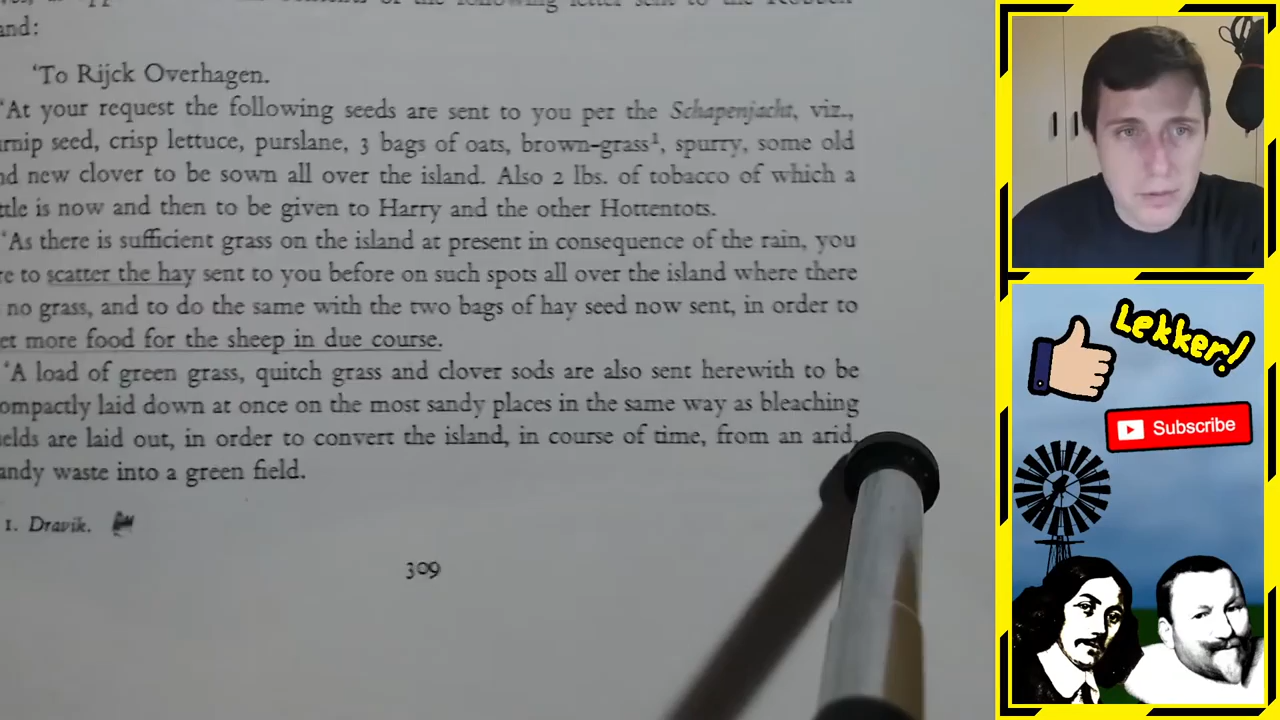 and:
'To Rijck Overhagen.
'At your request the following seeds are sent to you per the Schapenjacht, viz.,
urnip seed, crisp lettuce, purslane, 3 bags of oats, brown-grass¹, spurry, some old
nd new clover to be sown all over the island. Also 2 lbs. of tobacco of which a
ttle is now and then to be given to Harry and the other Hottentots.
'As there is sufficient grass on the island at present in consequence of the rain, you
re to scatter the hay sent to you before on such spots all over the island where there
no grass, and to do the same with the two bags of hay seed now sent, in order to
et more food for the sheep in due course.
'A load of green grass, quitch grass and clover sods are also sent herewith to be
ompactly laid down at once on the most sandy places in the same way as bleaching
ields are laid out, in order to convert the island, in course of time, from an arid,
andy waste into a green field.
1. Dravik.
309
Lekker!
Subscribe